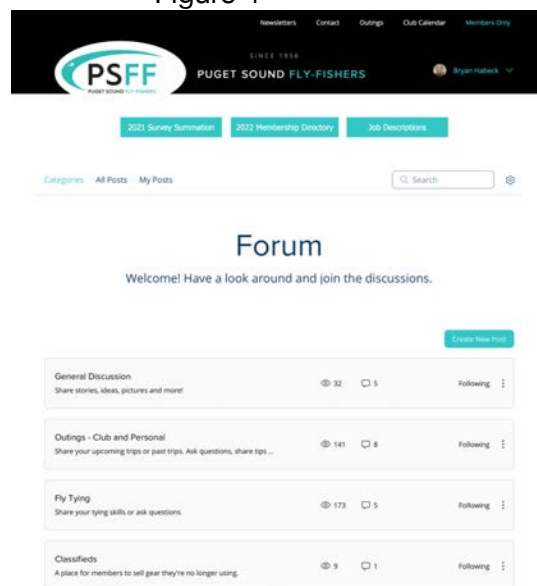 Newsletters Contact Outings Club Calendar Members Only
SINCE 1956
PSFF
PUGET SOUND FLY-FISHERS
PUGET SOUND FLY-FISHERS
Bryan Habeck
2021 Survey Summation 2022 Membership Directory Job Descriptions
Categories All Posts My Posts Search
Forum
Welcome! Have a look around and join the discussions.
Create New Post
General Discussion
Share stories, ideas, pictures and more!
32 5 Following
Outings - Club and Personal
Share your upcoming trips or past trips. Ask questions, share tips ...
141 8 Following
Fly Tying
Share your tying skills or ask questions
173 5 Following
Classifieds
A place for members to sell gear they're no longer using.
9 1 Following